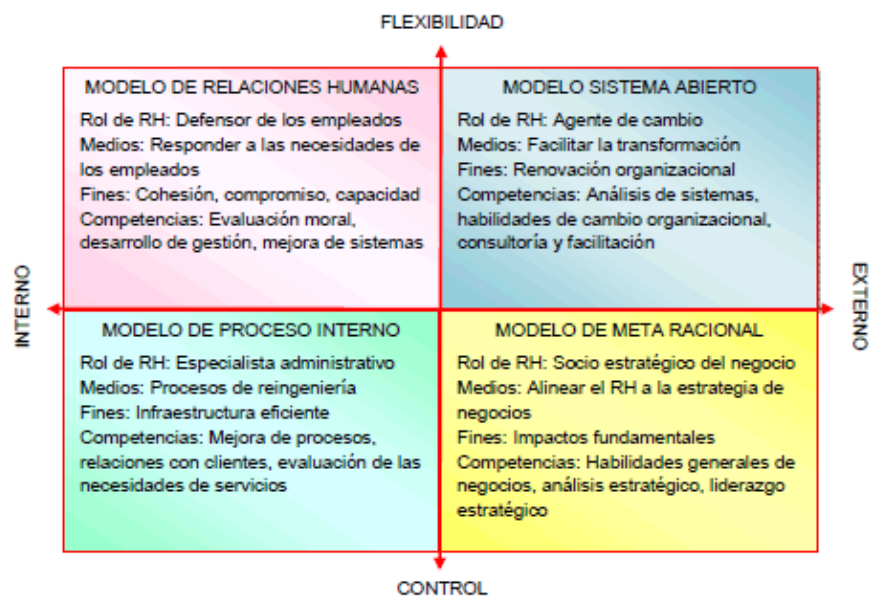 FLEXIBILIDAD
MODELO DE RELACIONES HUMANAS
Rol de RH: Defensor de los empleados
Medios: Responder a las necesidades de
los empleados
Fines: Cohesión, compromiso, capacidad
Competencias: Evaluación moral,
desarrollo de gestión, mejora de sistemas
MODELO SISTEMA ABIERTO
Rol de RH: Agente de cambio
Medios: Facilitar la transformación
Fines: Renovación organizacional
Competencias: Análisis de sistemas,
habilidades de cambio organizacional,
consultoría y facilitación
INTERNO
EXTERNO
MODELO DE PROCESO INTERNO
Rol de RH: Especialista administrativo
Medios: Procesos de reingeniería
Fines: Infraestructura eficiente
Competencias: Mejora de procesos,
relaciones con clientes, evaluación de las
necesidades de servicios
MODELO DE META RACIONAL
Rol de RH: Socio estratégico del negocio
Medios: Alinear el RH a la estrategia de
negocios
Fines: Impactos fundamentales
Competencias: Habilidades generales de
negocios, análisis estratégico, liderazgo
estratégico
CONTROL